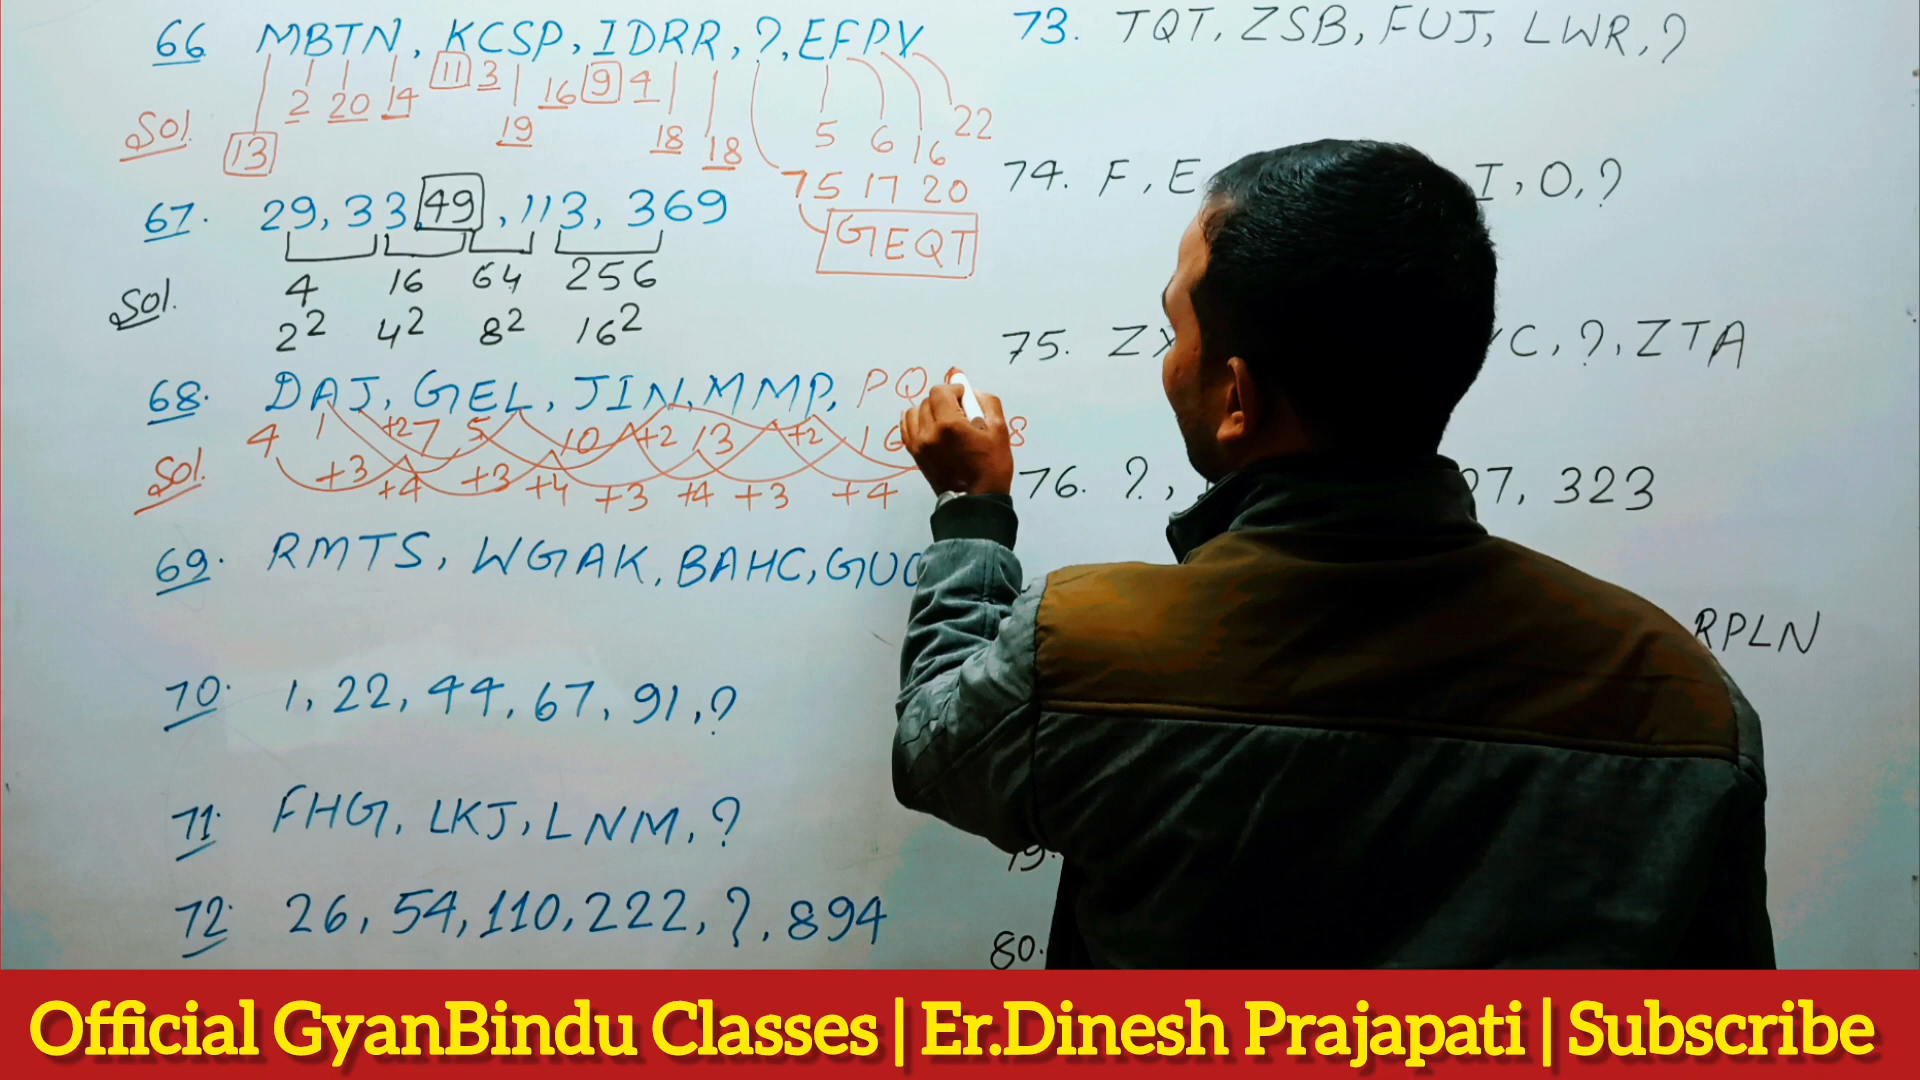 66 MBTN, KCSP, IDRR, ?, EFPV
2 20 14 11 3 16 9 4
Sol. 13 19 18 18 5 6 16 22
7 5 17 20
GEQT
67. 29, 33, 49, 113, 369
Sol. 4 16 64 256
2² 4² 8² 16²
68. DAJ, GEL, JIN, MMP, PQ
4 1 +2 7 5 10 +2 13 +2 16 8
Sol. +3 +4 +3 +4 +3 +4 +3 +4
69. RMTS, WGAK, BAHC, GUO
70. 1, 22, 44, 67, 91, ?
71. FHG, LKJ, LNM, ?
72. 26, 54, 110, 222, ?, 894
73. TQT, ZSB, FUJ, LWR, ?
74. F, E I, O, ?
75. ZX C, ?, ZTA
76. ?, 07, 323
RPLN
79.
80.
Official GyanBindu Classes | Er.Dinesh Prajapati | Subscribe